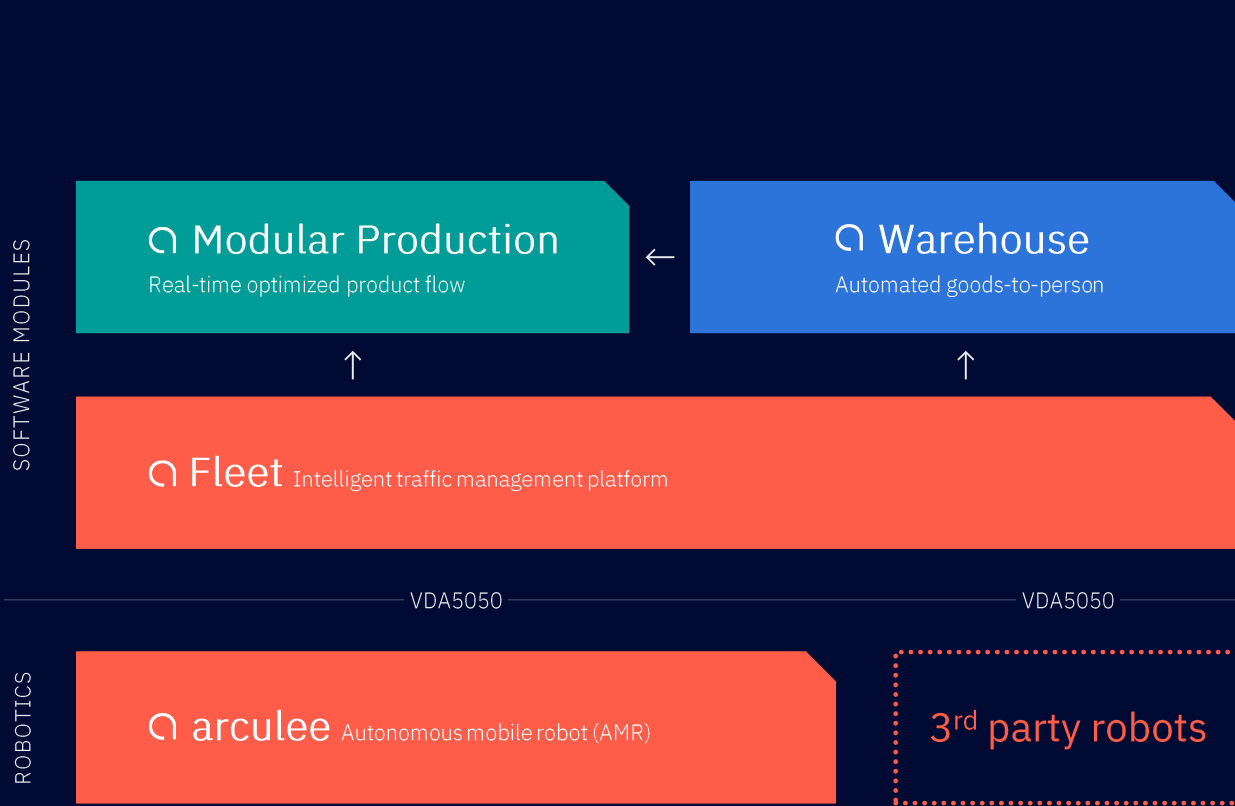 SOFTWARE MODULES
Modular Production
Real-time optimized product flow
Warehouse
Automated goods-to-person
Fleet Intelligent traffic management platform
VDA5050
VDA5050
ROBOTICS
arculee Autonomous mobile robot (AMR)
3rd party robots